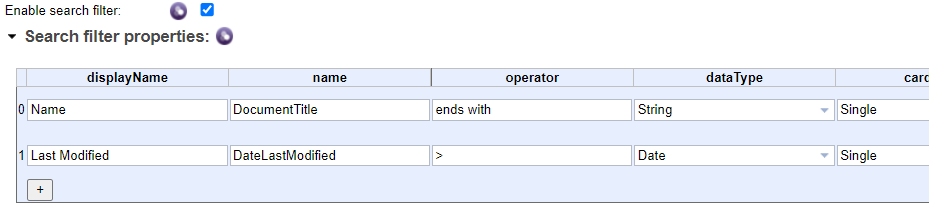 Enable search filter:
Search filter properties:
displayName name operator dataType card
0 Name DocumentTitle ends with String Single
1 Last Modified DateLastModified > Date Single
+